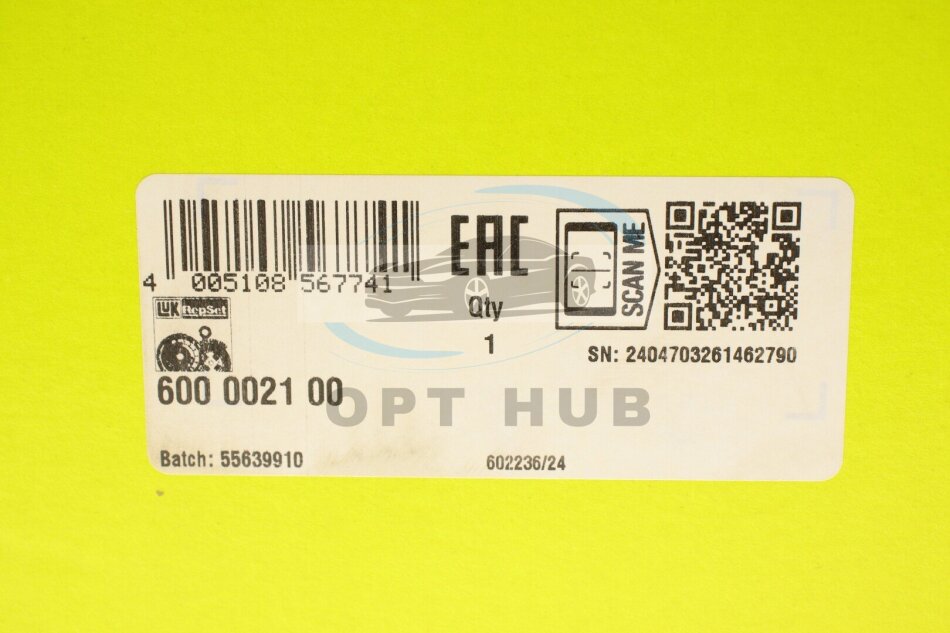 4 005108 567741
EAC
SCAN ME
Qty
1
LUK RepSet
SN: 2404703261462790
600 0021 00
OPT HUB
Batch: 55639910
602236/24